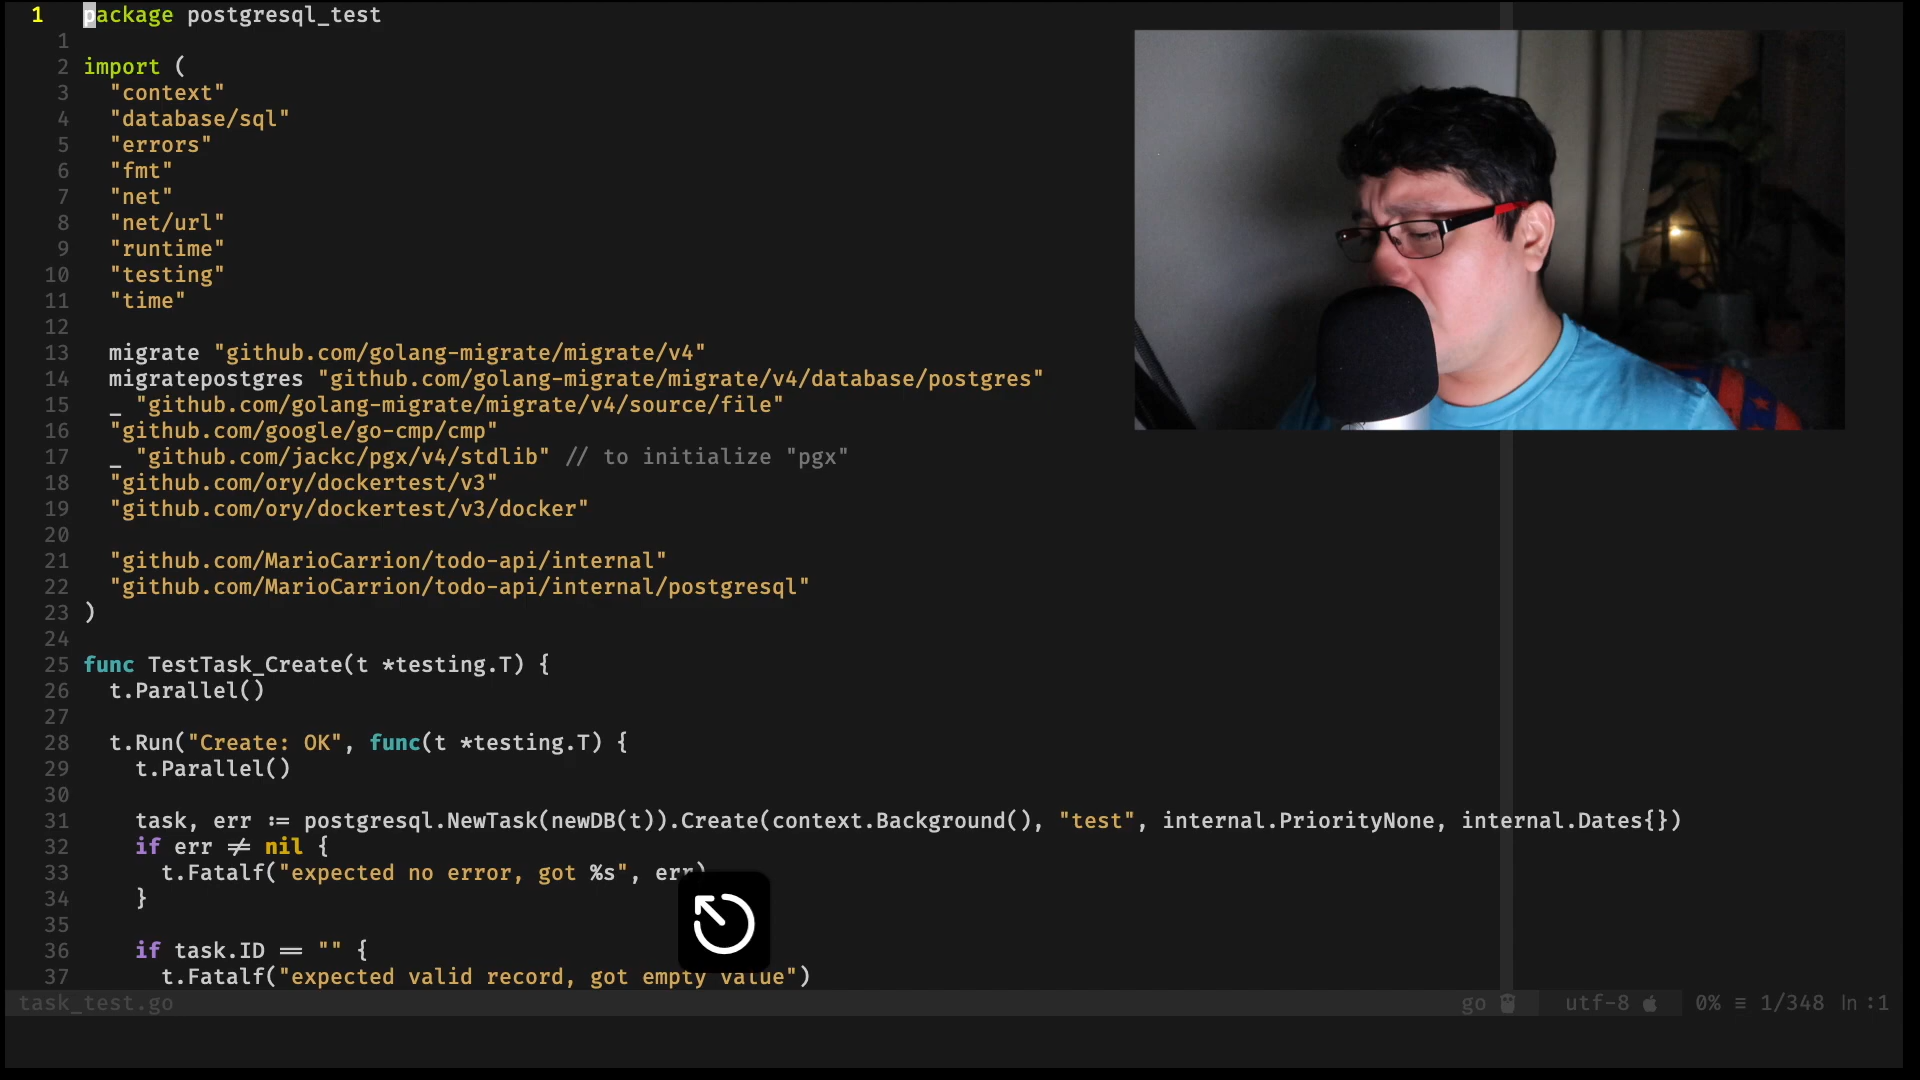 1 package postgresql_test
1
2 import (
3 "context"
4 "database/sql"
5 "errors"
6 "fmt"
7 "net"
8 "net/url"
9 "runtime"
10 "testing"
11 "time"
12
13 migrate "github.com/golang-migrate/migrate/v4"
14 migratepostgres "github.com/golang-migrate/migrate/v4/database/postgres"
15 _ "github.com/golang-migrate/migrate/v4/source/file"
16 "github.com/google/go-cmp/cmp"
17 _ "github.com/jackc/pgx/v4/stdlib" // to initialize "pgx"
18 "github.com/ory/dockertest/v3"
19 "github.com/ory/dockertest/v3/docker"
20
21 "github.com/MarioCarrion/todo-api/internal"
22 "github.com/MarioCarrion/todo-api/internal/postgresql"
23 )
24
25 func TestTask_Create(t *testing.T) {
26 t.Parallel()
27
28 t.Run("Create: OK", func(t *testing.T) {
29 t.Parallel()
30
31 task, err := postgresql.NewTask(newDB(t)).Create(context.Background(), "test", internal.PriorityNone, internal.Dates{})
32 if err != nil {
33 t.Fatalf("expected no error, got %s", err)
34 }
35
36 if task.ID == "" {
37 t.Fatalf("expected valid record, got empty value")
task_test.go go utf-8 0% ≡ 1/348 ln :1